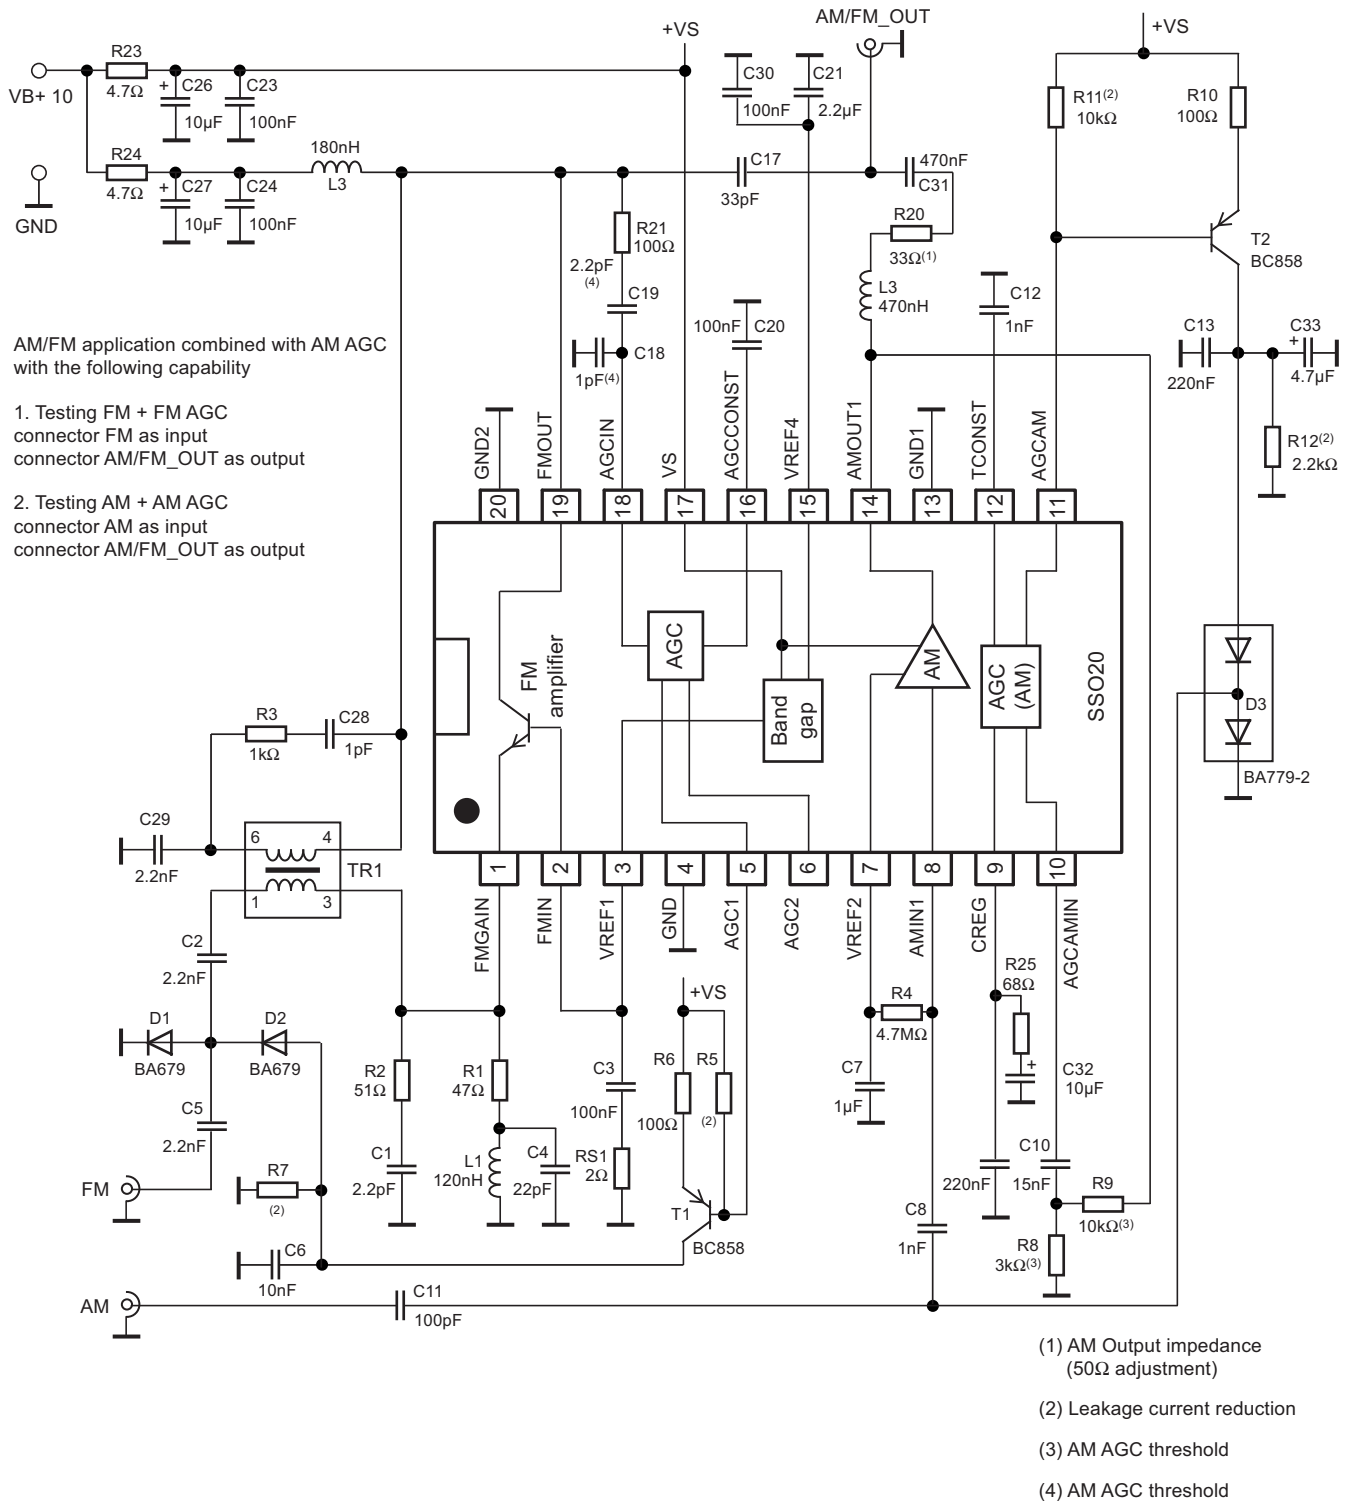 AM/FM_OUT
+VS
+VS
R23
4.7Ω
VB+ 10
+
C26
10µF
C23
100nF
C30
100nF
C21
2.2µF
R11(2)
10kΩ
R10
100Ω
R24
4.7Ω
+
C27
10µF
C24
100nF
180nH
L3
GND
C17
33pF
470nF
C31
R21
100Ω
R20
33Ω(1)
T2
BC858
2.2pF
(4)
C19
L3
470nH
C12
1nF
100nF
C20
C18
1pF(4)
C13
220nF
C33
+
4.7µF
R12(2)
2.2kΩ
AM/FM application combined with AM AGC
with the following capability
1. Testing FM + FM AGC
connector FM as input
connector AM/FM_OUT as output
2. Testing AM + AM AGC
connector AM as input
connector AM/FM_OUT as output
GND2
FMOUT
AGCIN
VS
AGCCONST
VREF4
AMOUT1
GND1
TCONST
AGCAM
20
19
18
17
16
15
14
13
12
11
FM
amplifier
AGC
Band
gap
AM
AGC
(AM)
SSO20
D3
BA779-2
R3
1kΩ
C28
1pF
C29
2.2nF
6
4
TR1
1
3
1
2
3
4
5
6
7
8
9
10
FMGAIN
FMIN
VREF1
GND
AGC1
AGC2
VREF2
AMIN1
CREG
AGCAMIN
C2
2.2nF
D1
BA679
D2
BA679
C5
2.2nF
R2
51Ω
R1
47Ω
C3
100nF
+VS
R6
100Ω
R5
(2)
R4
4.7MΩ
C7
1µF
R25
68Ω
+
C32
10µF
C1
2.2pF
L1
120nH
C4
22pF
RS1
2Ω
T1
BC858
220nF
C10
15nF
R9
10kΩ(3)
R8
3kΩ(3)
C8
1nF
FM
R7
(2)
C6
10nF
AM
C11
100pF
(1) AM Output impedance
(50Ω adjustment)
(2) Leakage current reduction
(3) AM AGC threshold
(4) AM AGC threshold